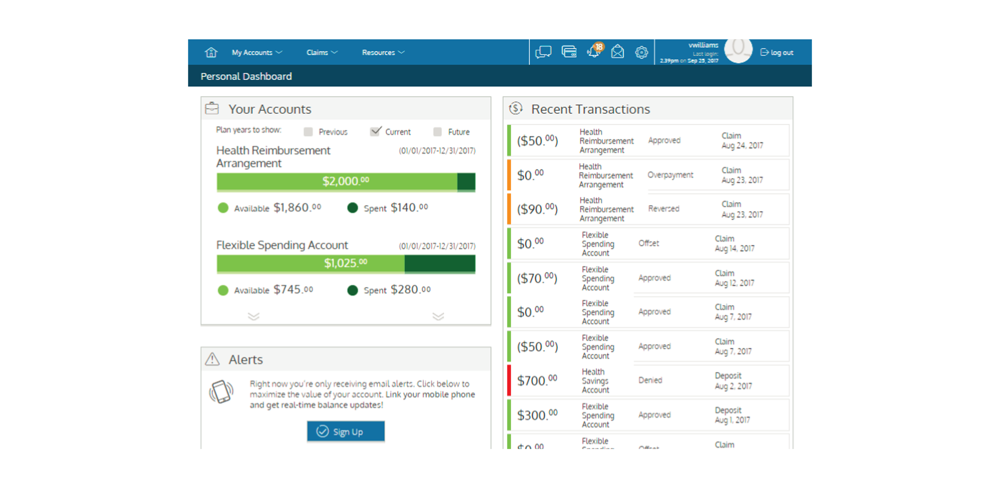 My Accounts
Claims
Resources
18
vwilliams
Last login:
2:39pm on Sep 25, 2017
log out
Personal Dashboard
Your Accounts
Plan years to show:
Previous
Current
Future
Health Reimbursement
Arrangement
(01/01/2017-12/31/2017)
$2,000.00
Available $1,860.00
Spent $140.00
Flexible Spending Account
(01/01/2017-12/31/2017)
$1,025.00
Available $745.00
Spent $280.00
Alerts
Right now you're only receiving email alerts. Click below to
maximize the value of your account. Link your mobile phone
and get real-time balance updates!
Sign Up
Recent Transactions
($50.00)
Health
Reimbursement
Arrangement
Approved
Claim
Aug 24, 2017
$0.00
Health
Reimbursement
Arrangement
Overpayment
Claim
Aug 23, 2017
($90.00)
Health
Reimbursement
Arrangement
Reversed
Claim
Aug 23, 2017
$0.00
Flexible
Spending
Account
Offset
Claim
Aug 14, 2017
($70.00)
Flexible
Spending
Account
Approved
Claim
Aug 12, 2017
$0.00
Flexible
Spending
Account
Approved
Claim
Aug 7, 2017
($50.00)
Flexible
Spending
Account
Approved
Claim
Aug 7, 2017
$700.00
Health
Savings
Account
Denied
Deposit
Aug 2, 2017
$300.00
Flexible
Spending
Account
Approved
Deposit
Aug 1, 2017
$0.00
Flexible
Spending
Offset
Claim